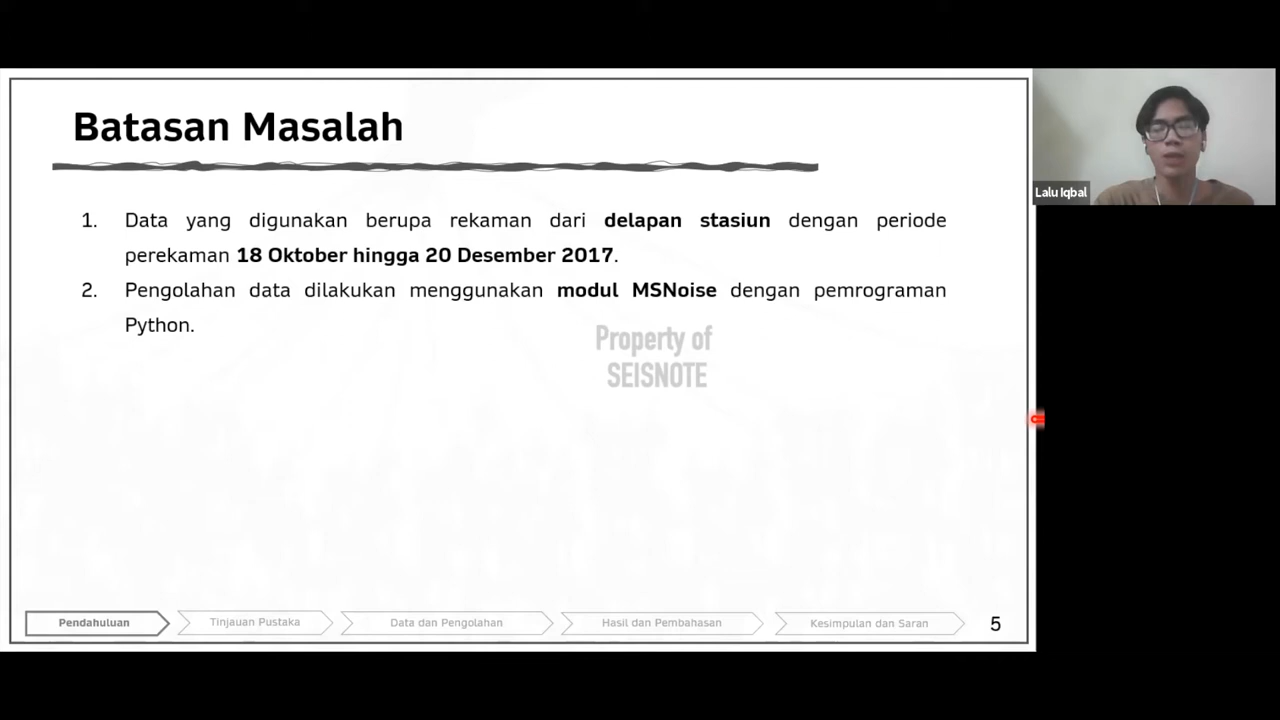 Batasan Masalah
1. Data yang digunakan berupa rekaman dari delapan stasiun dengan periode
perekaman 18 Oktober hingga 20 Desember 2017.
2. Pengolahan data dilakukan menggunakan modul MSNoise dengan pemrograman
Python.
Property of
SEISNOTE
Pendahuluan
Tinjauan Pustaka
Data dan Pengolahan
Hasil dan Pembahasan
Kesimpulan dan Saran
5
Lalu Iqbal